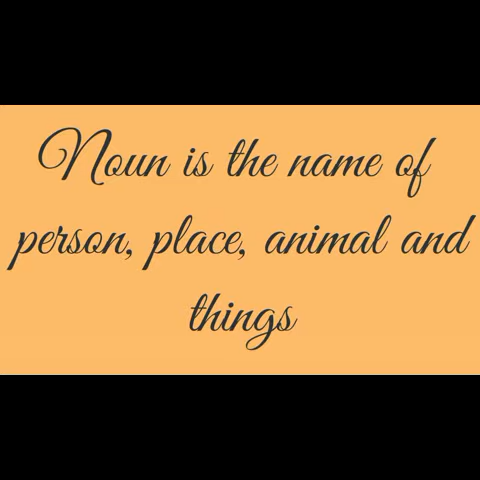 Noun is the name of
person, place, animal and
things